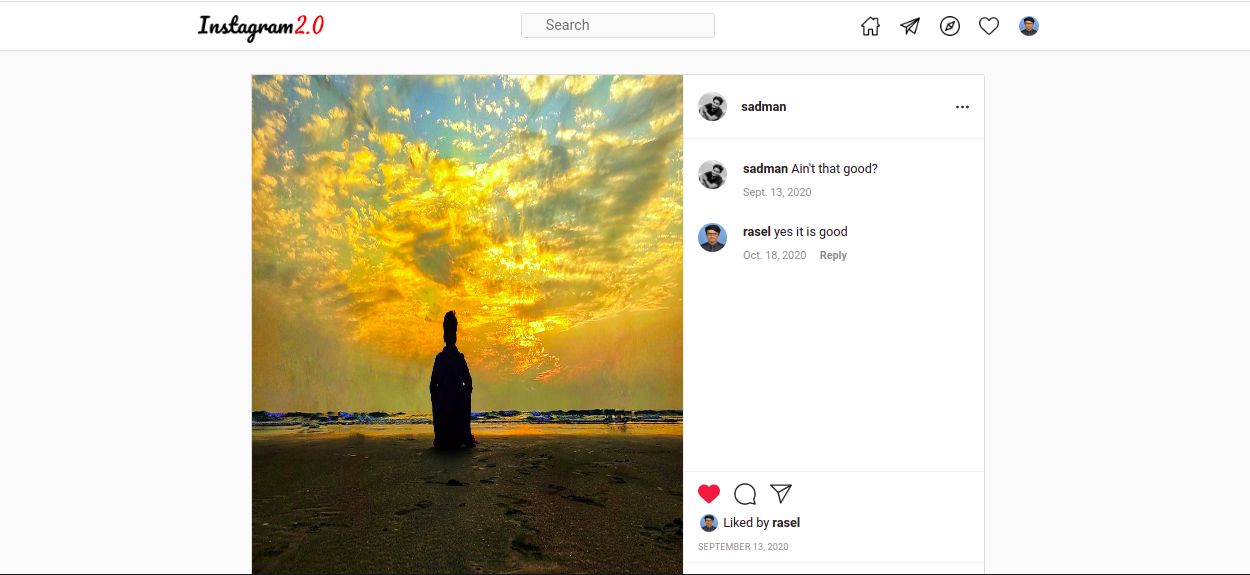 Instagram2.0
Search
sadman
sadman Ain't that good?
Sept. 13, 2020
rasel yes it is good
Oct. 18, 2020 Reply
Liked by rasel
SEPTEMBER 13, 2020